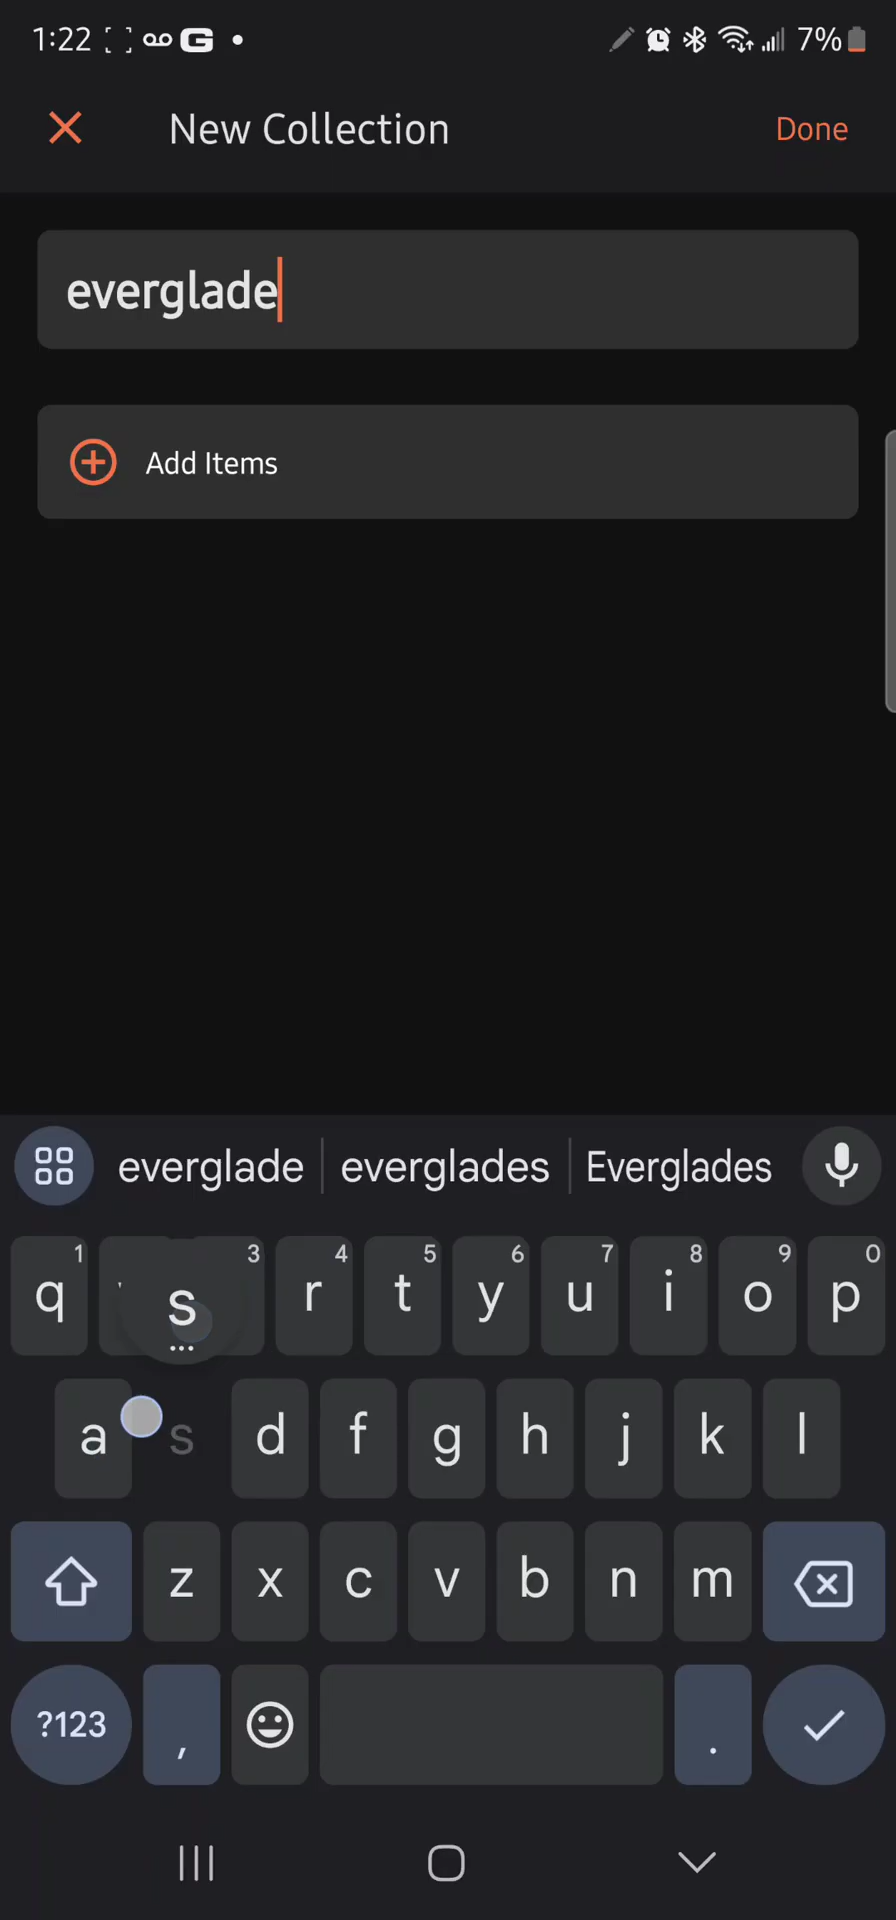 1:22 G 7%
New Collection Done
everglade
Add Items
everglade everglades Everglades
1 3 4 5 6 7 8 9 0
q s r t y u i o p
...
a s d f g h j k l
z x c v b n m
?123 , .